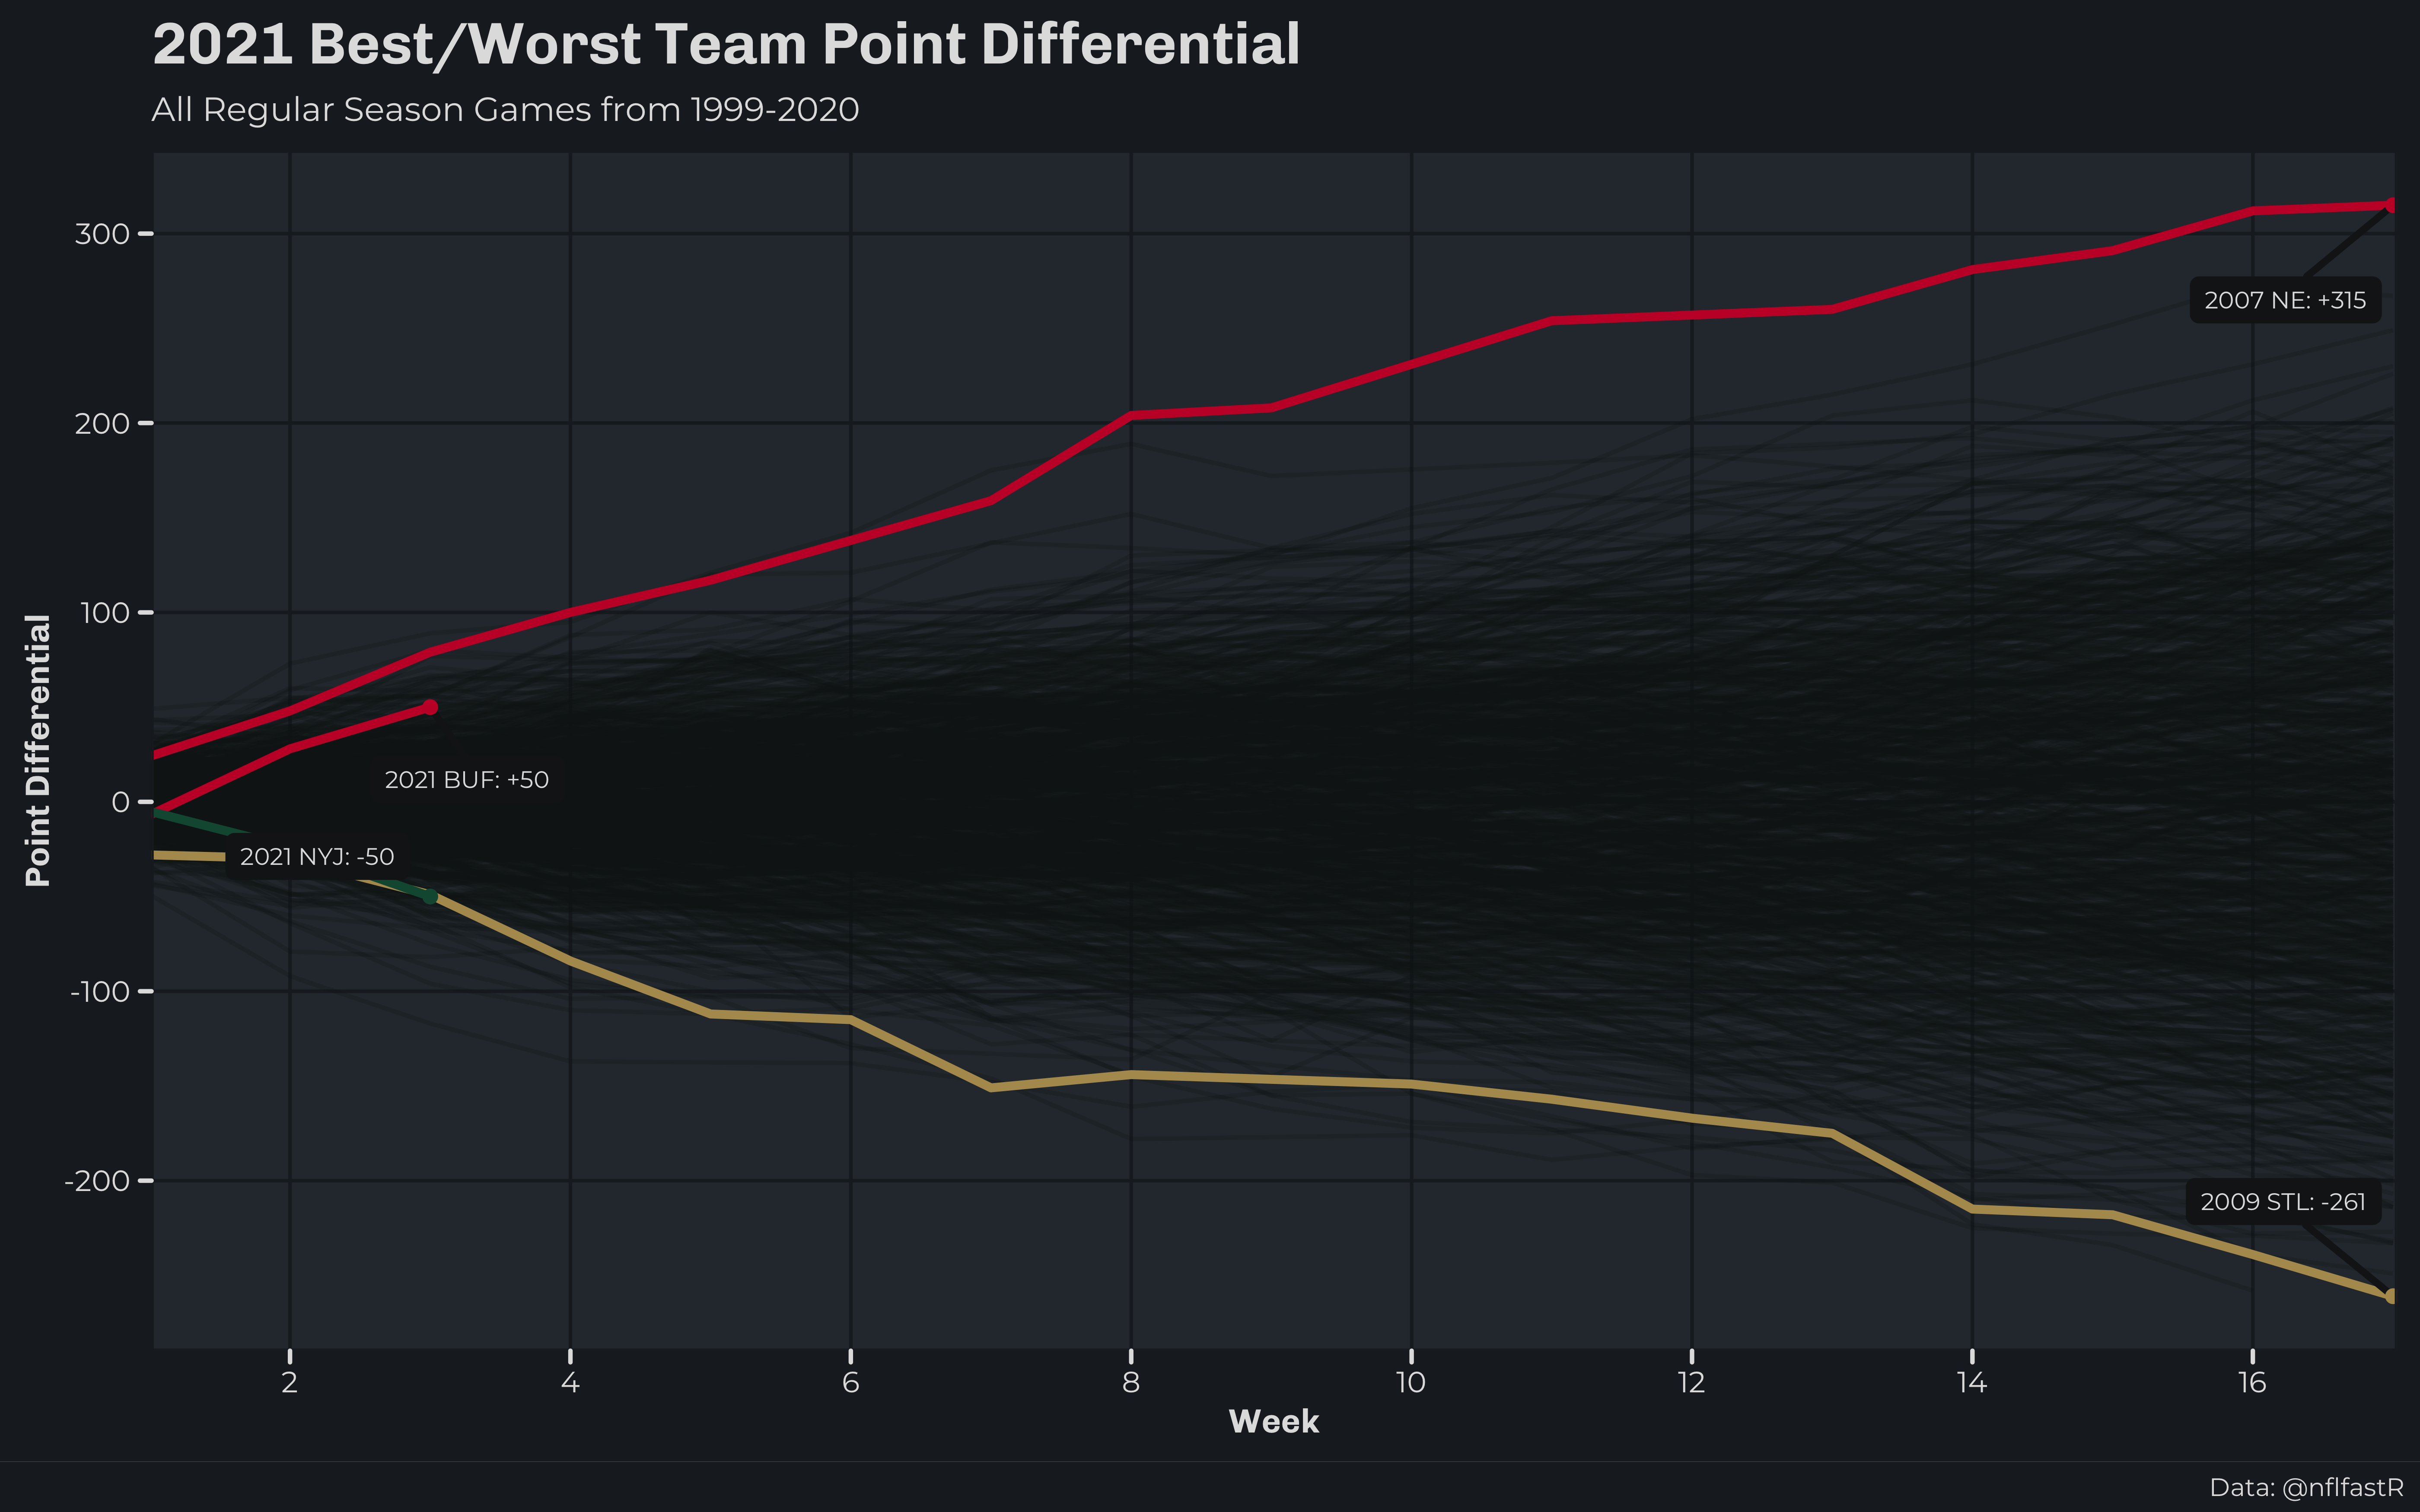 2021 Best/Worst Team Point Differential
All Regular Season Games from 1999-2020
Point Differential
300
200
100
0
-100
-200
2007 NE: +315
2021 BUF: +50
2021 NYJ: -50
2009 STL: -261
2
4
6
8
10
12
14
16
Week
Data: @nflfastR